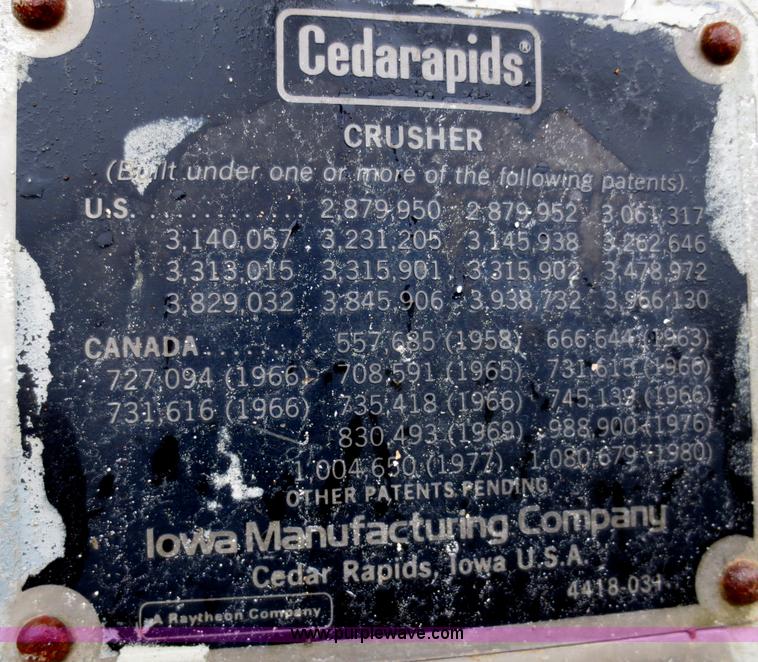 Cedarapids®
CRUSHER
(Built under one or more of the following patents)
U.S. . . . . . . . . . . . . . . 2,879,950 2,879,952 3,061,317
3,140,057 3,231,205 3,145,938 3,262,646
3,313,015 3,315,901 3,315,902 3,478,972
3,829,032 3,845,906 3,938,732 3,966,130
CANADA . . . . . . . . 557,685 (1958) 666,644 (1963)
727,094 (1966) 708,591 (1965) 731,615 (1966)
731,616 (1966) 735,418 (1966) 745,139 (1966)
830,493 (1969) 988,900 (1976)
1,004,650 (1977) 1,080,679 (1980)
OTHER PATENTS PENDING
Iowa Manufacturing Company
Cedar Rapids, Iowa U.S.A.
4418-031
A Raytheon Company
www.purplewave.com